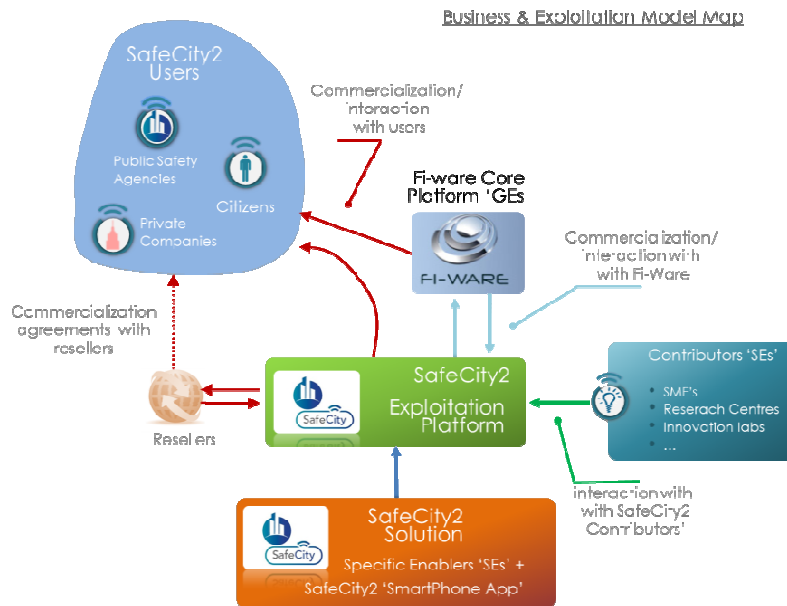 Business & Exploitation Model Map
SafeCity2
Users
Public Safety
Agencies
Citizens
Private
Companies
Commercialization/
interaction
with users
Fi-ware Core
Platform 'GEs
FI-WARE
Commercialization/
interaction with
with Fi-Ware
Commercialization
agreements with
resellers
Resellers
SafeCity
SafeCity2
Exploitation
Platform
Contributors 'SEs'
• SME's
• Reserach Centres
• Innovation labs
• ...
interaction with
with SafeCity2
Contributors'
SafeCity
SafeCity2
Solution
Specific Enablers 'SEs' +
SafeCity2 'SmartPhone App'